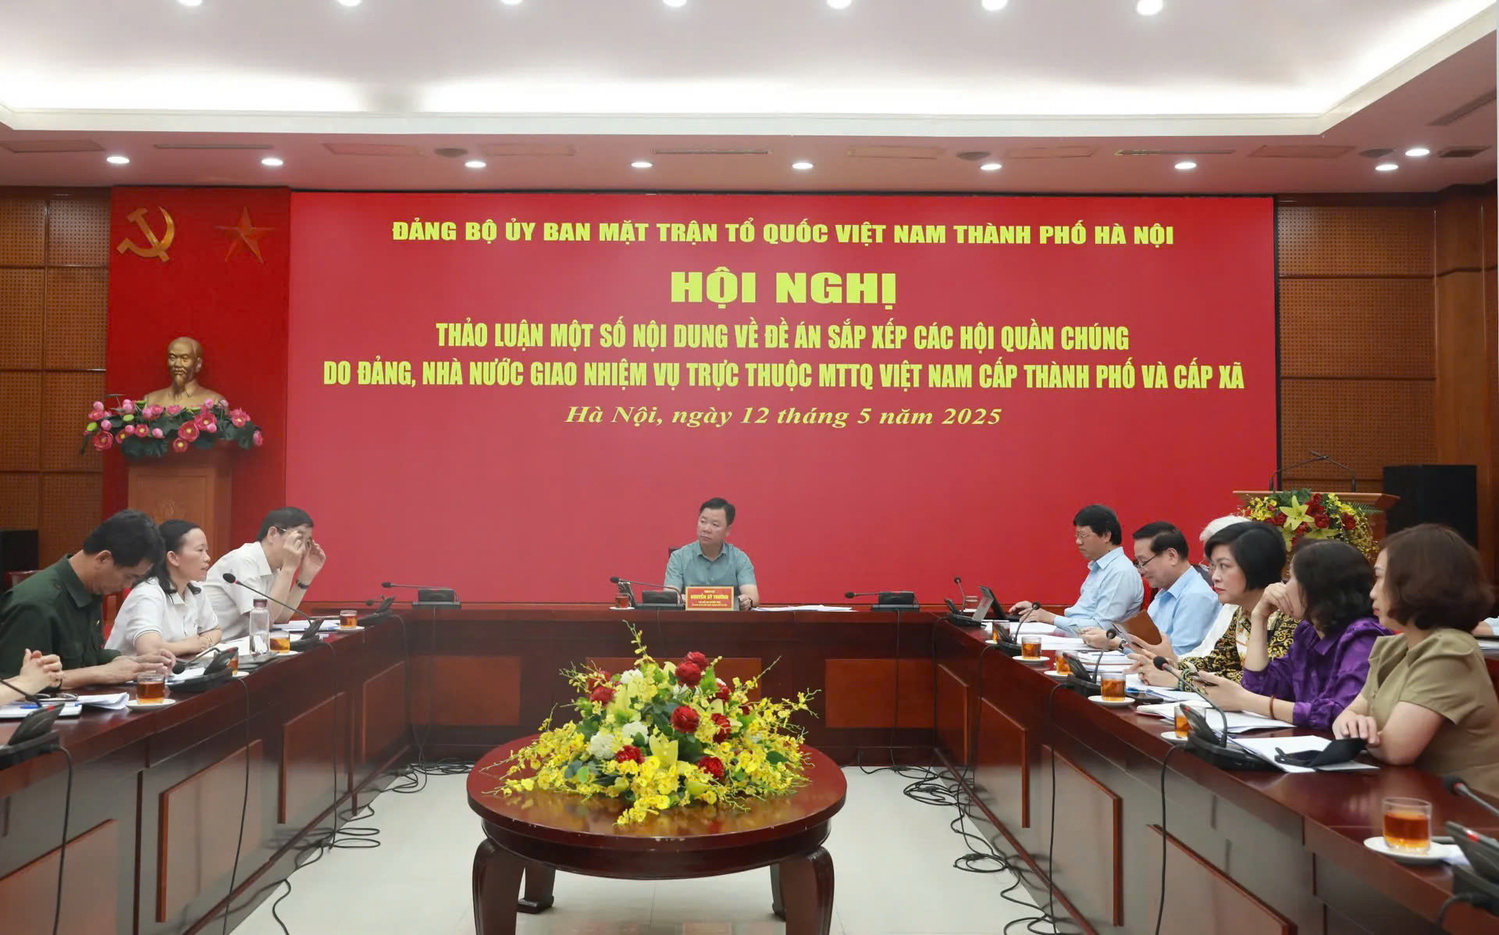 ĐẢNG BỘ ỦY BAN MẶT TRẬN TỔ QUỐC VIỆT NAM THÀNH PHỐ HÀ NỘI
HỘI NGHỊ
THẢO LUẬN MỘT SỐ NỘI DUNG VỀ ĐỀ ÁN SẮP XẾP CÁC HỘI QUẦN CHÚNG
DO ĐẢNG, NHÀ NƯỚC GIAO NHIỆM VỤ TRỰC THUỘC MTTQ VIỆT NAM CẤP THÀNH PHỐ VÀ CẤP XÃ
Hà Nội, ngày 12 tháng 5 năm 2025
NGUYỄN SỸ TRƯỜNG